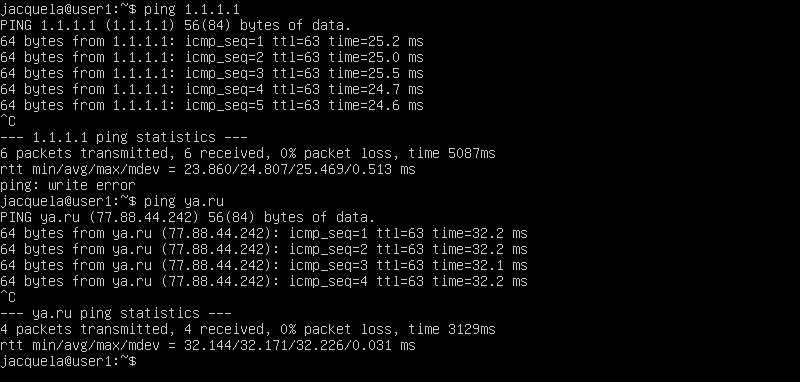 jacquela@user1:~$ ping 1.1.1.1
PING 1.1.1.1 (1.1.1.1) 56(84) bytes of data.
64 bytes from 1.1.1.1: icmp_seq=1 ttl=63 time=25.2 ms
64 bytes from 1.1.1.1: icmp_seq=2 ttl=63 time=25.0 ms
64 bytes from 1.1.1.1: icmp_seq=3 ttl=63 time=25.5 ms
64 bytes from 1.1.1.1: icmp_seq=4 ttl=63 time=24.7 ms
64 bytes from 1.1.1.1: icmp_seq=5 ttl=63 time=24.6 ms
^C
--- 1.1.1.1 ping statistics ---
6 packets transmitted, 6 received, 0% packet loss, time 5087ms
rtt min/avg/max/mdev = 23.860/24.807/25.469/0.513 ms
ping: write error
jacquela@user1:~$ ping ya.ru
PING ya.ru (77.88.44.242) 56(84) bytes of data.
64 bytes from ya.ru (77.88.44.242): icmp_seq=1 ttl=63 time=32.2 ms
64 bytes from ya.ru (77.88.44.242): icmp_seq=2 ttl=63 time=32.2 ms
64 bytes from ya.ru (77.88.44.242): icmp_seq=3 ttl=63 time=32.1 ms
64 bytes from ya.ru (77.88.44.242): icmp_seq=4 ttl=63 time=32.2 ms
^C
--- ya.ru ping statistics ---
4 packets transmitted, 4 received, 0% packet loss, time 3129ms
rtt min/avg/max/mdev = 32.144/32.171/32.226/0.031 ms
jacquela@user1:~$